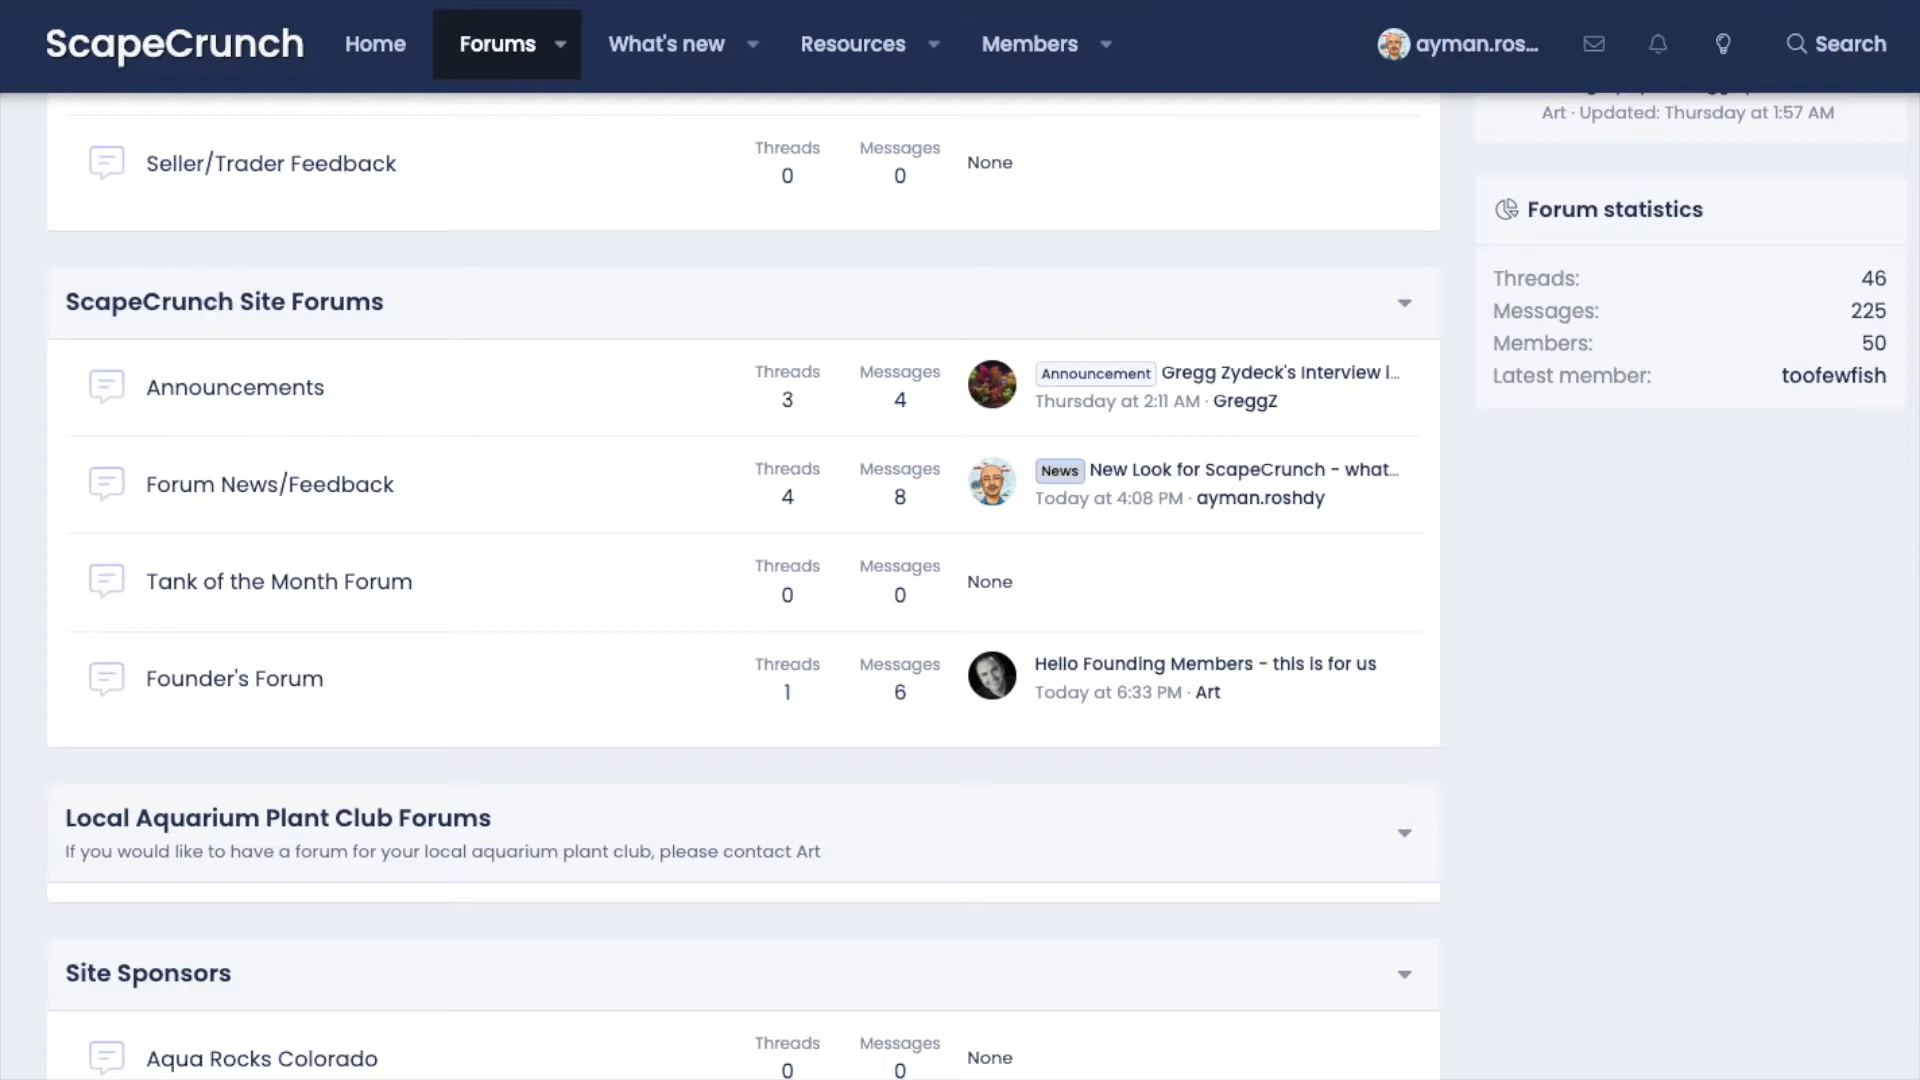 ScapeCrunch Home Forums What's new Resources Members ayman.ros... Search
Art · Updated: Thursday at 1:57 AM
Seller/Trader Feedback
Threads
0
Messages
0
None
Forum statistics
Threads: 46
Messages: 225
Members: 50
Latest member: toofewfish
ScapeCrunch Site Forums
Announcements
Threads
3
Messages
4
Announcement Gregg Zydeck's Interview i...
Thursday at 2:11 AM · GreggZ
Forum News/Feedback
Threads
4
Messages
8
News New Look for ScapeCrunch - what...
Today at 4:08 PM · ayman.roshdy
Tank of the Month Forum
Threads
0
Messages
0
None
Founder's Forum
Threads
1
Messages
6
Hello Founding Members - this is for us
Today at 6:33 PM · Art
Local Aquarium Plant Club Forums
If you would like to have a forum for your local aquarium plant club, please contact Art
Site Sponsors
Aqua Rocks Colorado
Threads
0
Messages
0
None